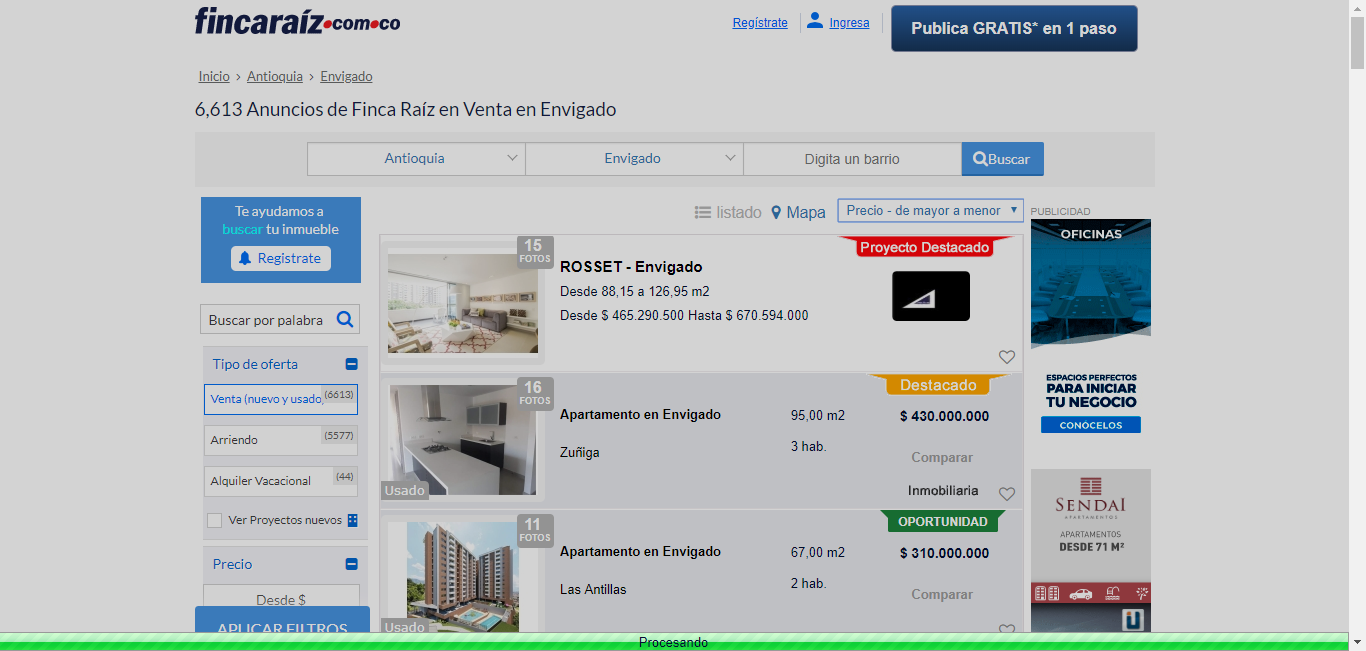 fincaraíz.com.co
Regístrate
Ingresa
Publica GRATIS* en 1 paso
Inicio › Antioquia › Envigado
6,613 Anuncios de Finca Raíz en Venta en Envigado
Antioquia
Envigado
Digita un barrio
Buscar
Te ayudamos a
buscar tu inmueble
Registrate
listado
Mapa
Precio - de mayor a menor
PUBLICIDAD
Buscar por palabra
Tipo de oferta
Venta (nuevo y usado)
(6613)
Arriendo
(5577)
Alquiler Vacacional
(44)
Ver Proyectos nuevos
Precio
Desde $
APLICAR FILTROS
15
FOTOS
ROSSET - Envigado
Desde 88,15 a 126,95 m2
Desde $ 465.290.500 Hasta $ 670.594.000
Proyecto Destacado
16
FOTOS
Usado
Apartamento en Envigado
Zuñiga
95,00 m2
3 hab.
Destacado
$ 430.000.000
Comparar
Inmobiliaria
11
FOTOS
Usado
Apartamento en Envigado
Las Antillas
67,00 m2
2 hab.
OPORTUNIDAD
$ 310.000.000
Comparar
OFICINAS
ESPACIOS PERFECTOS
PARA INICIAR
TU NEGOCIO
CONÓCELOS
SENDAI
APARTAMENTOS
APARTAMENTOS
DESDE 71 M²
Procesando